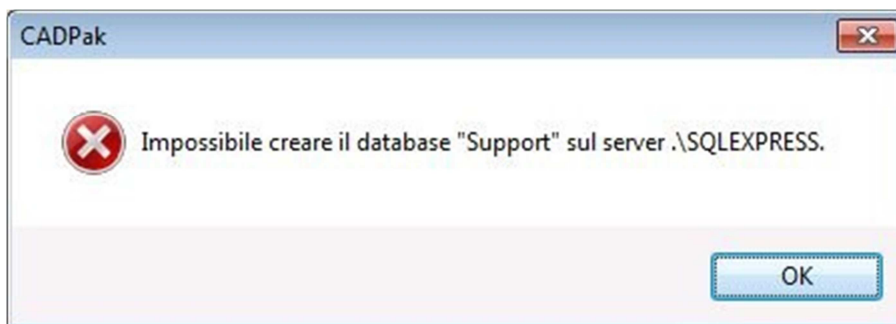 CADPak
Impossibile creare il database "Support" sul server .\SQLEXPRESS.
OK